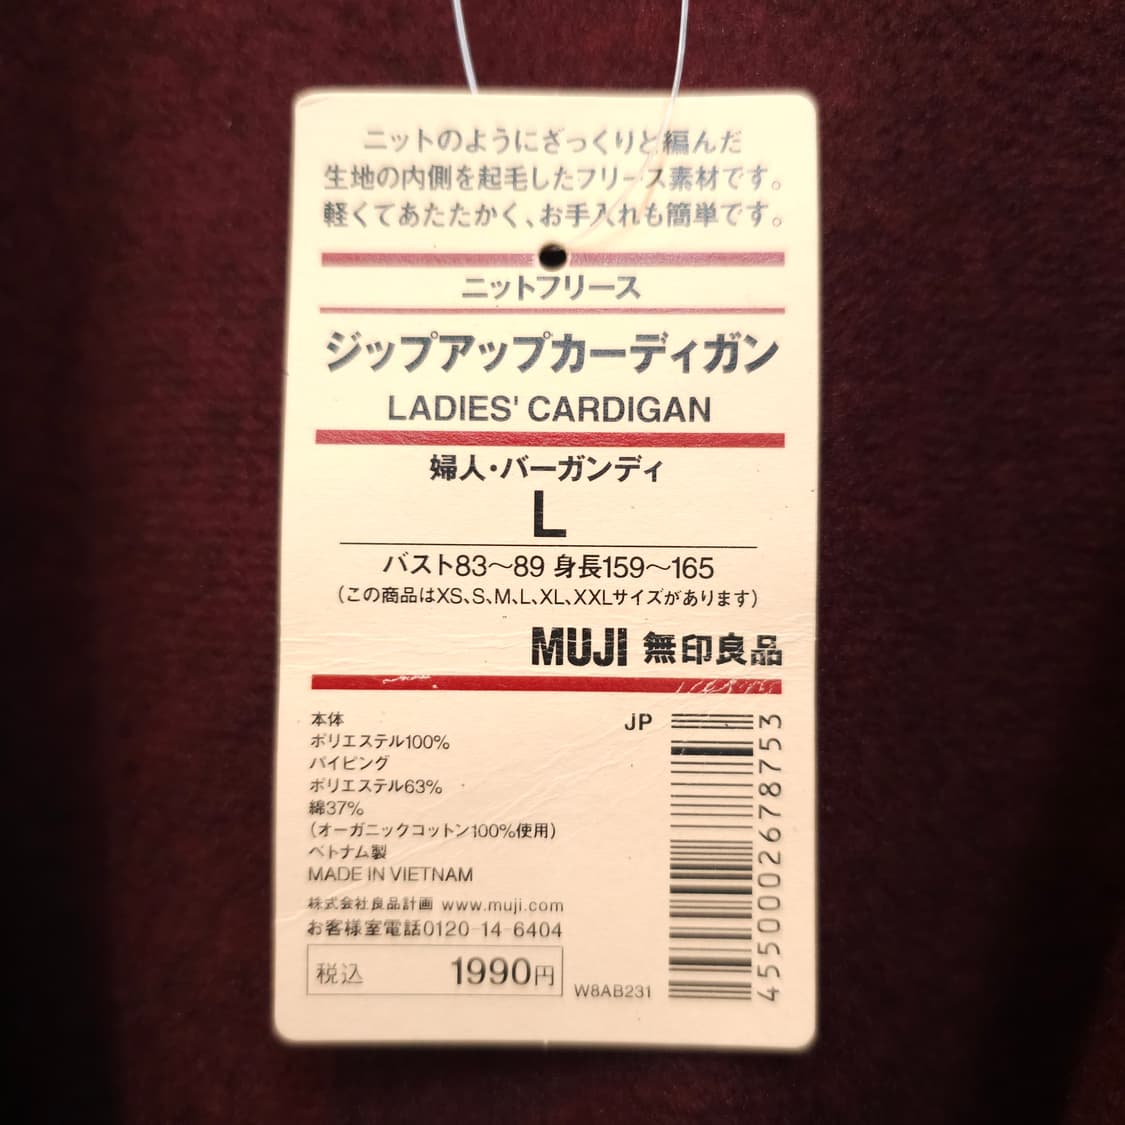 ニットのようにざっくりと編んだ
生地の内側を起毛したフリース素材です。
軽くてあたたかく、お手入れも簡単です。
ニットフリース
ジップアップカーディガン
LADIES' CARDIGAN
婦人・バーガンディ
L
バスト83〜89 身長159〜165
（この商品はXS、S、M、L、XL、XXLサイズがあります）
MUJI 無印良品
本体
ポリエステル100%
パイピング
ポリエステル63%
綿37%
（オーガニックコットン100%使用）
ベトナム製
MADE IN VIETNAM
株式会社良品計画 www.muji.com
お客様室電話0120-14-6404
税込 1990円
W8AB231
JP
4550002678753